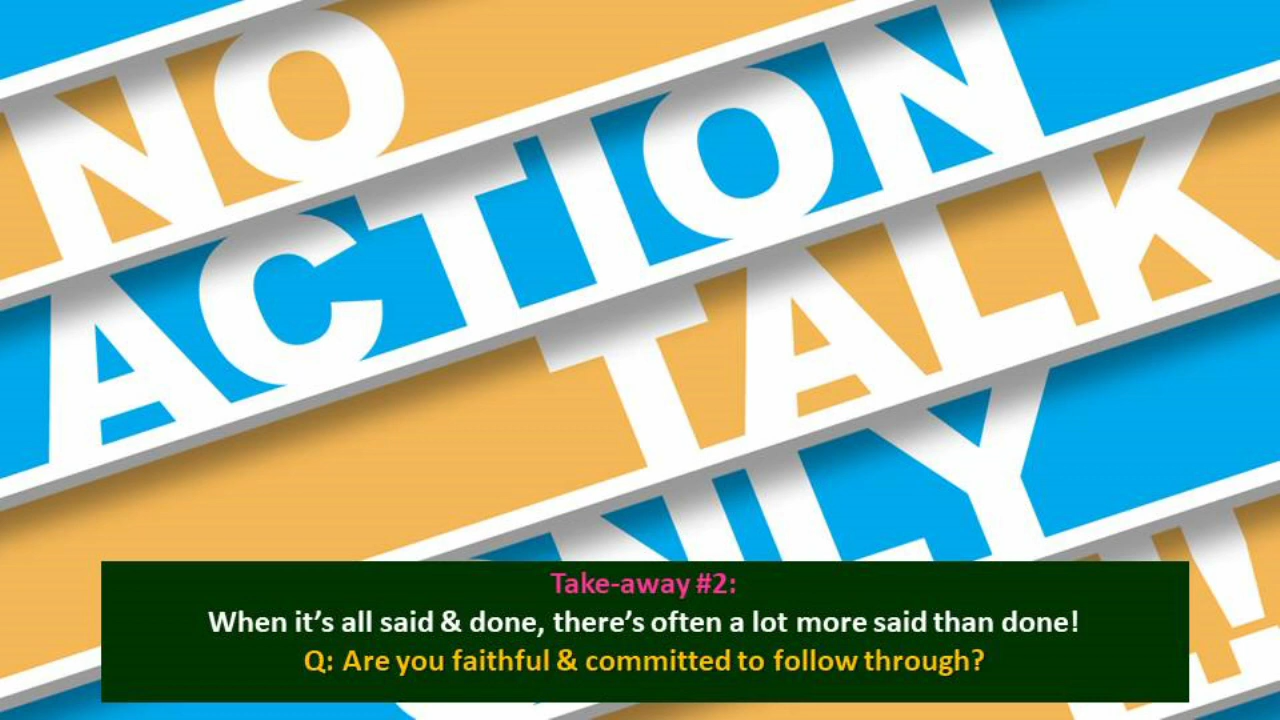 NO
ACTION
TALK
ONLY
!!
Take-away #2:
When it's all said & done, there's often a lot more said than done!
Q: Are you faithful & committed to follow through?